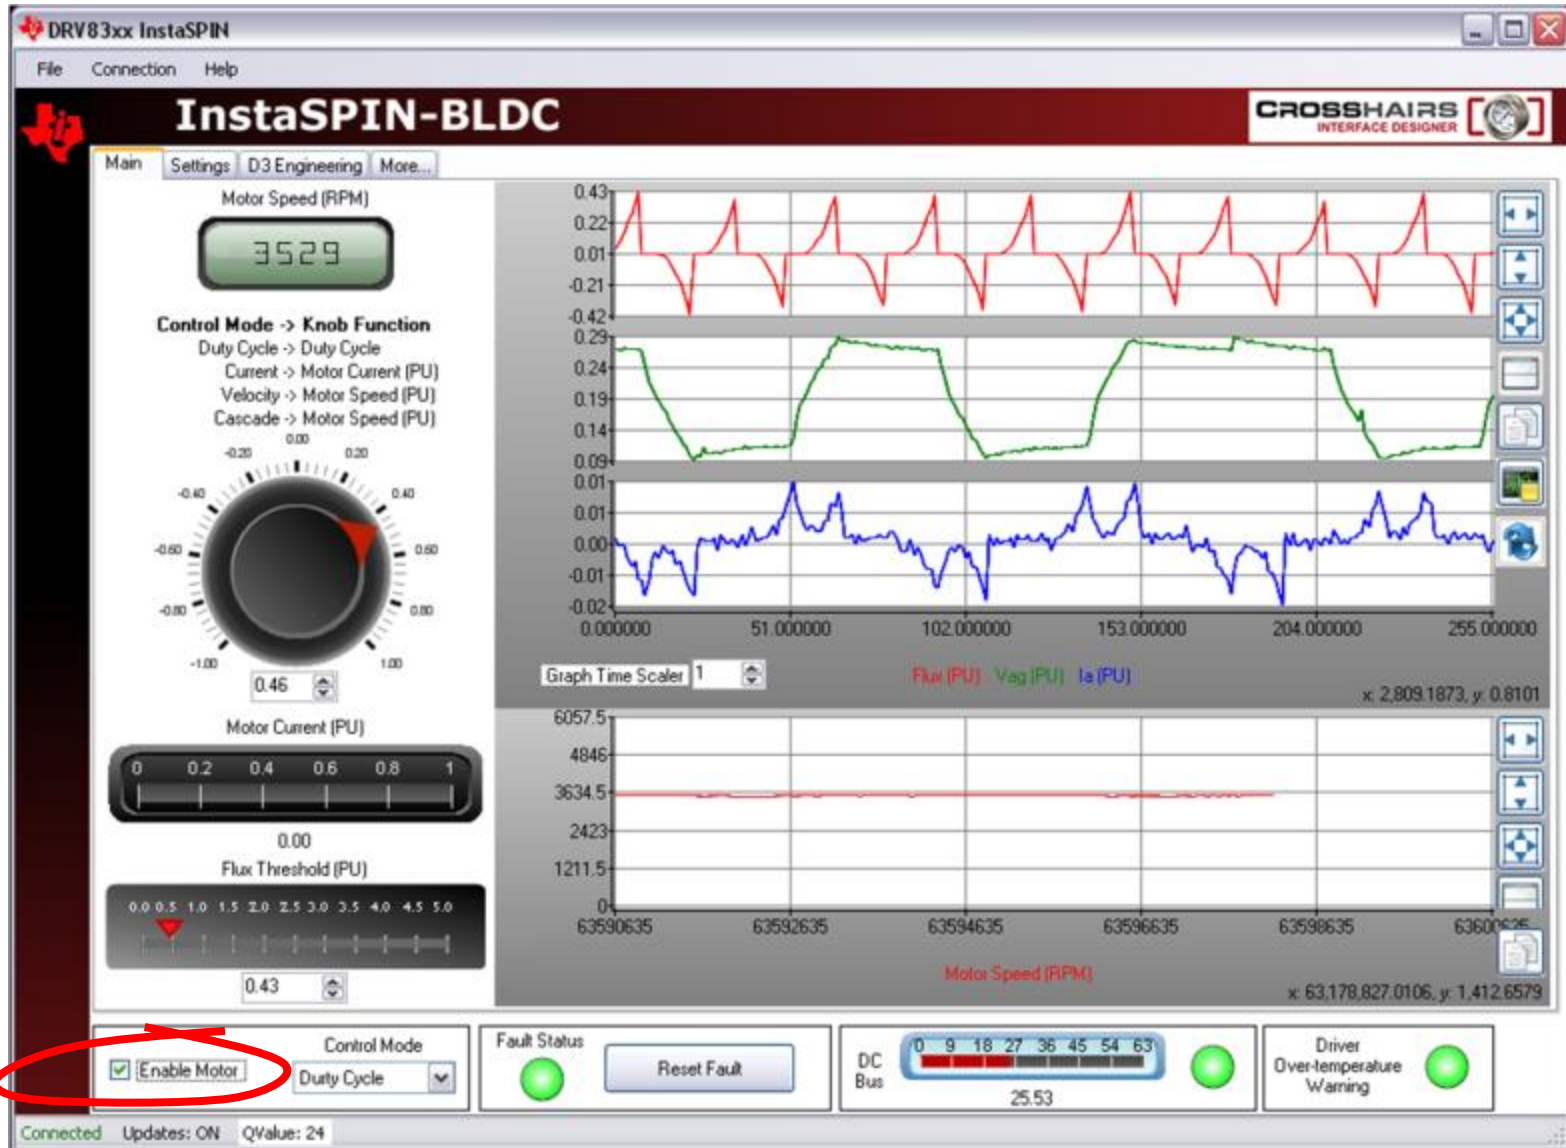 DRV83xx InstaSPIN
File Connection Help
InstaSPIN-BLDC
CROSSHAIRS
INTERFACE DESIGNER
Main Settings D3 Engineering More...
Motor Speed (RPM)
3529
Control Mode -> Knob Function
Duty Cycle -> Duty Cycle
Current -> Motor Current (PU)
Velocity -> Motor Speed (PU)
Cascade -> Motor Speed (PU)
0.00
-0.20 0.20
-0.40 0.40
-0.60 0.60
-0.80 0.80
-1.00 1.00
0.46
Motor Current (PU)
0 0.2 0.4 0.6 0.8 1
0.00
Flux Threshold (PU)
0.0 0.5 1.0 1.5 2.0 2.5 3.0 3.5 4.0 4.5 5.0
0.43
0.43
0.22
0.01
-0.21
-0.42
0.29
0.24
0.19
0.14
0.09
0.01
0.01
0.00
-0.01
-0.02
0.000000 51.000000 102.000000 153.000000 204.000000 255.000000
Graph Time Scaler 1
Flux (PU) Vag (PU) Ia (PU)
x: 2,809.1873, y: 0.8101
6057.5
4846
3634.5
2423
1211.5
0
63590635 63592635 63594635 63596635 63598635 63600635
Motor Speed (RPM)
x: 63,178,827.0106, y: 1,412.6579
Enable Motor
Control Mode
Durty Cycle
Fault Status
Reset Fault
DC
Bus
0 9 18 27 36 45 54 63
25.53
Driver
Over-temperature
Warning
Connected Updates: ON QValue: 24